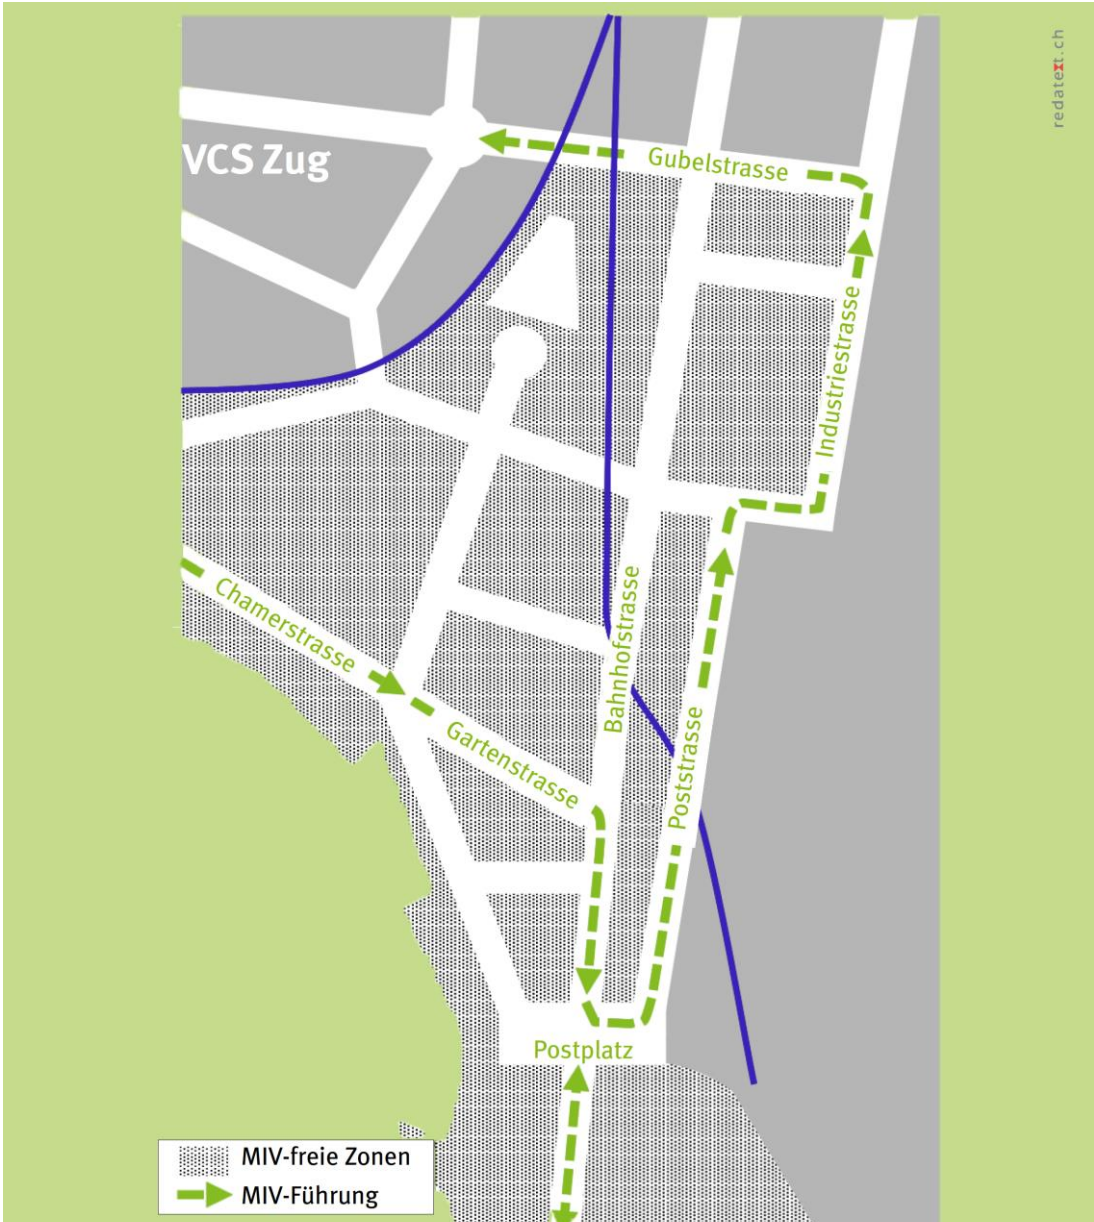 redatext.ch
VCS Zug
Gubelstrasse
Industriestrasse
Chamerstrasse
Bahnhofstrasse
Gartenstrasse
Poststrasse
Postplatz
MIV-freie Zonen
MIV-Führung